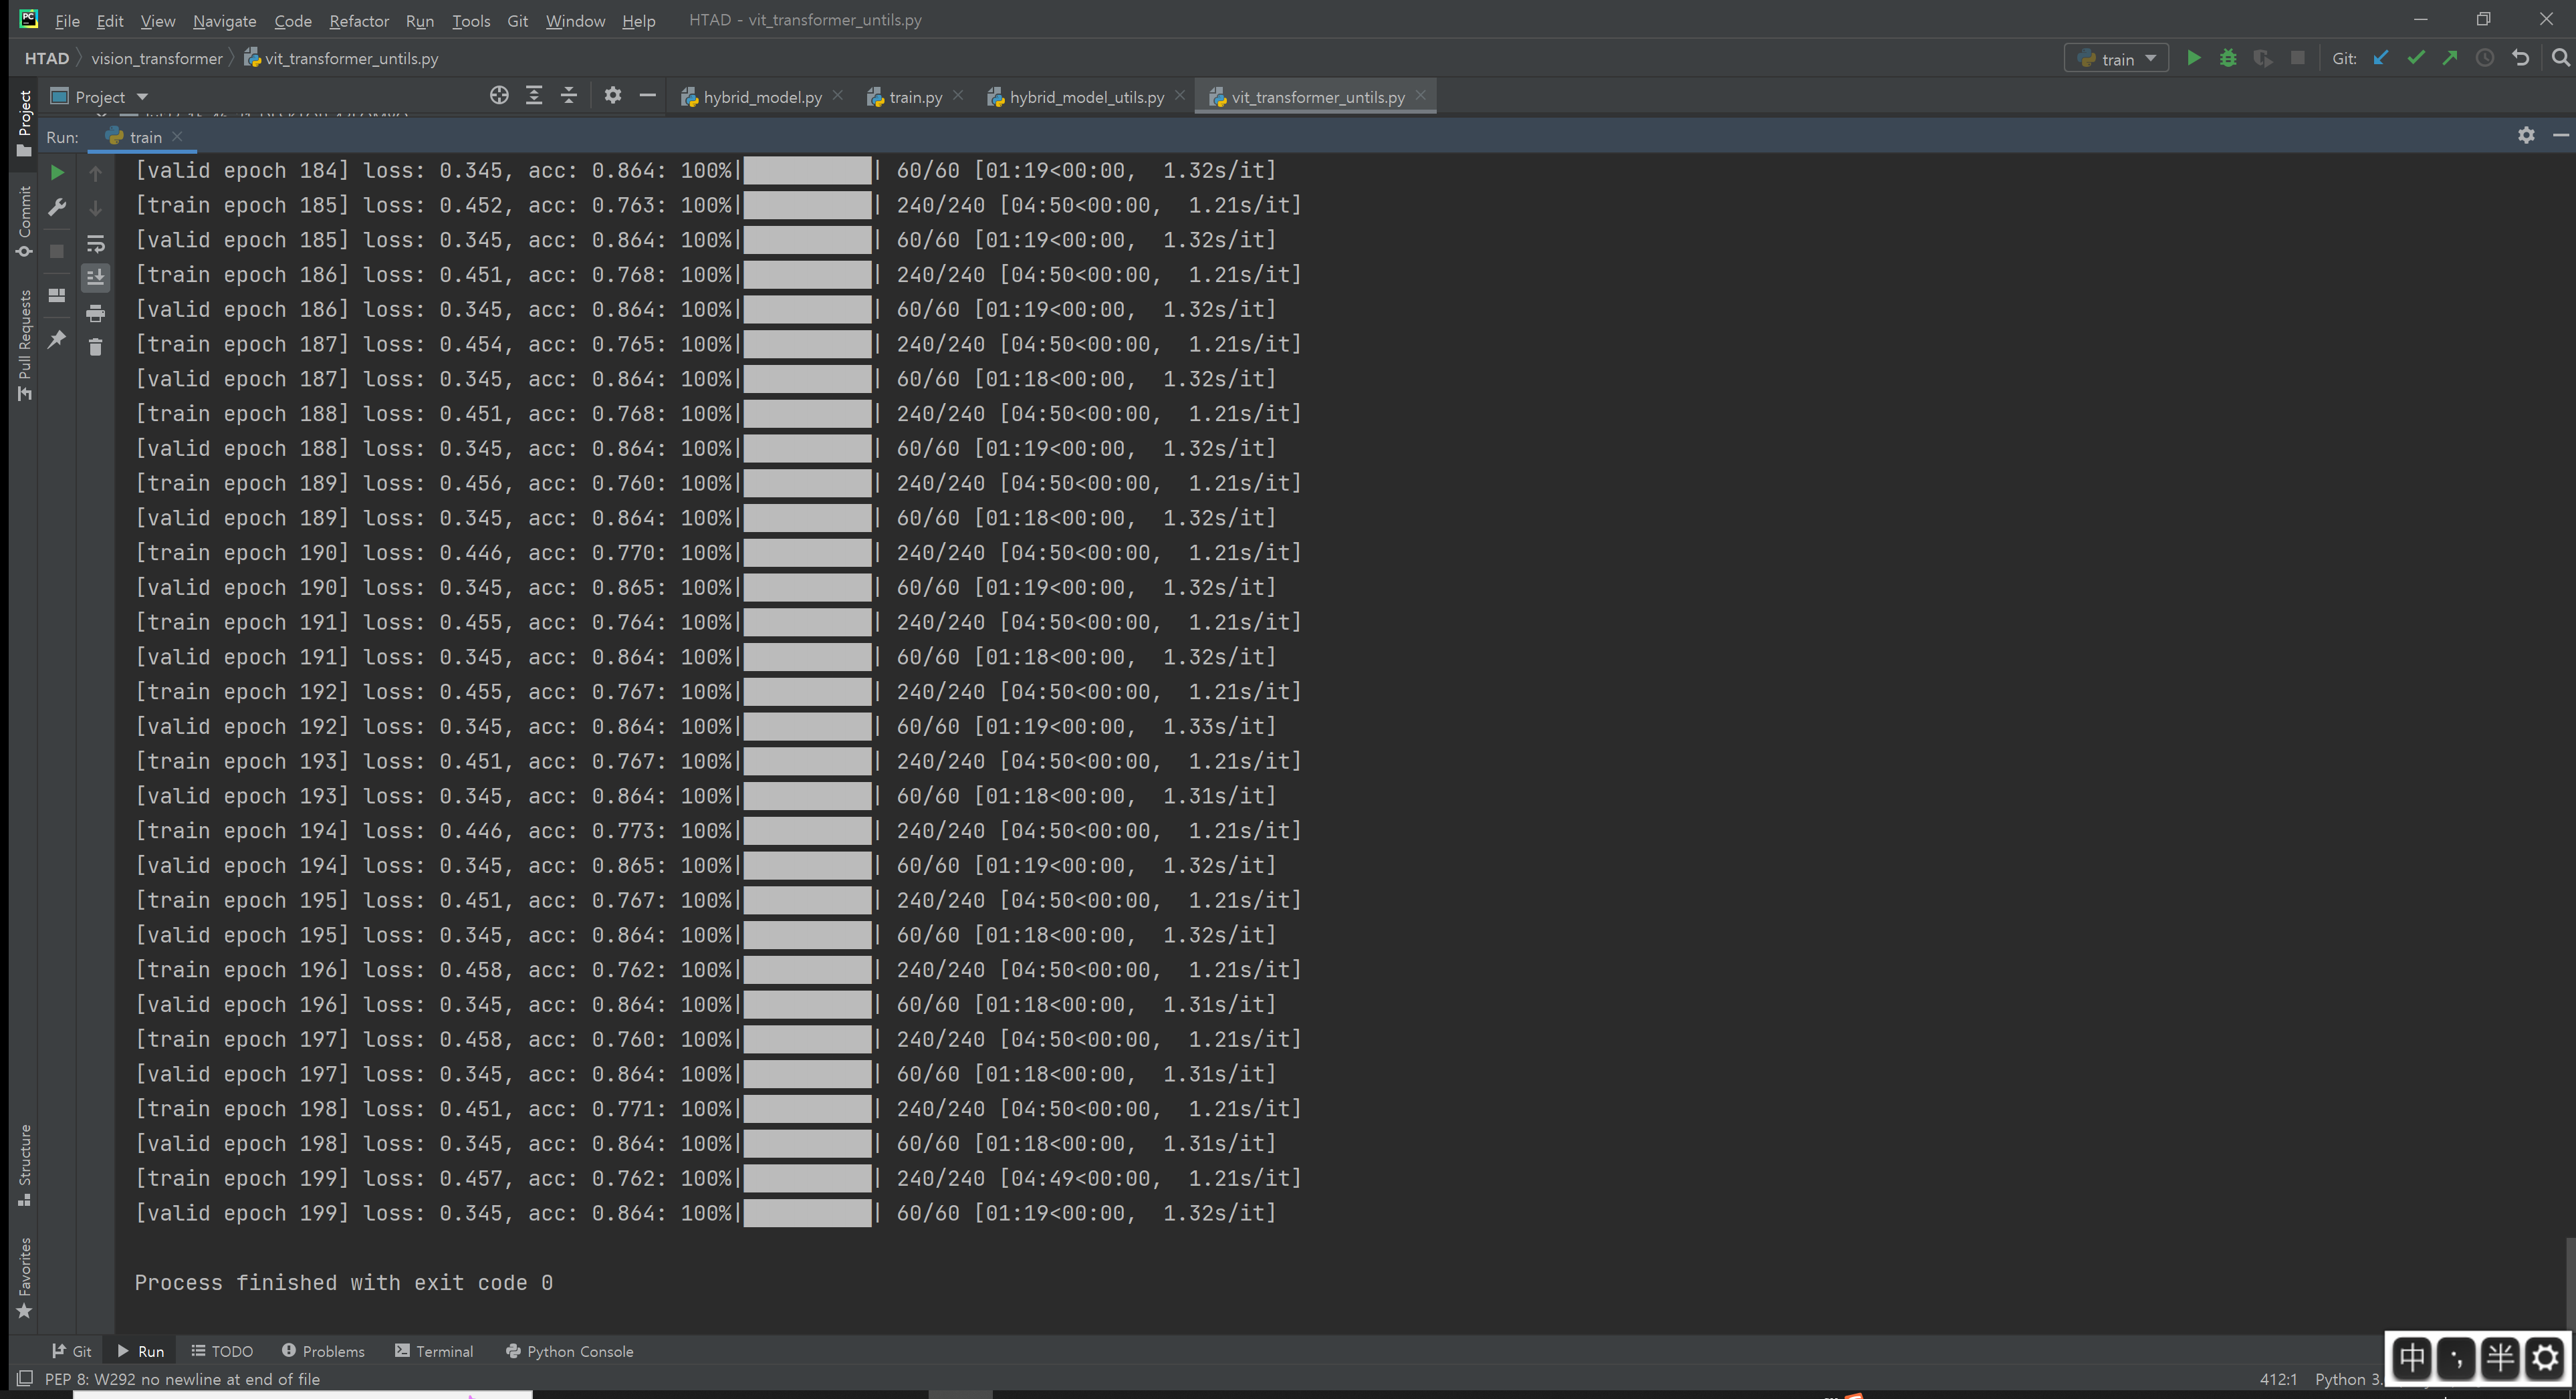 File Edit View Navigate Code Refactor Run Tools Git Window Help HTAD - vit_transformer_untils.py
HTAD vision_transformer vit_transformer_untils.py train Git:
Project hybrid_model.py train.py hybrid_model_utils.py vit_transformer_untils.py
Run: train
[valid epoch 184] loss: 0.345, acc: 0.864: 100%|██████████| 60/60 [01:19<00:00,  1.32s/it]
[train epoch 185] loss: 0.452, acc: 0.763: 100%|██████████| 240/240 [04:50<00:00,  1.21s/it]
[valid epoch 185] loss: 0.345, acc: 0.864: 100%|██████████| 60/60 [01:19<00:00,  1.32s/it]
[train epoch 186] loss: 0.451, acc: 0.768: 100%|██████████| 240/240 [04:50<00:00,  1.21s/it]
[valid epoch 186] loss: 0.345, acc: 0.864: 100%|██████████| 60/60 [01:19<00:00,  1.32s/it]
[train epoch 187] loss: 0.454, acc: 0.765: 100%|██████████| 240/240 [04:50<00:00,  1.21s/it]
[valid epoch 187] loss: 0.345, acc: 0.864: 100%|██████████| 60/60 [01:18<00:00,  1.32s/it]
[train epoch 188] loss: 0.451, acc: 0.768: 100%|██████████| 240/240 [04:50<00:00,  1.21s/it]
[valid epoch 188] loss: 0.345, acc: 0.864: 100%|██████████| 60/60 [01:19<00:00,  1.32s/it]
[train epoch 189] loss: 0.456, acc: 0.760: 100%|██████████| 240/240 [04:50<00:00,  1.21s/it]
[valid epoch 189] loss: 0.345, acc: 0.864: 100%|██████████| 60/60 [01:18<00:00,  1.32s/it]
[train epoch 190] loss: 0.446, acc: 0.770: 100%|██████████| 240/240 [04:50<00:00,  1.21s/it]
[valid epoch 190] loss: 0.345, acc: 0.865: 100%|██████████| 60/60 [01:19<00:00,  1.32s/it]
[train epoch 191] loss: 0.455, acc: 0.764: 100%|██████████| 240/240 [04:50<00:00,  1.21s/it]
[valid epoch 191] loss: 0.345, acc: 0.864: 100%|██████████| 60/60 [01:18<00:00,  1.32s/it]
[train epoch 192] loss: 0.455, acc: 0.767: 100%|██████████| 240/240 [04:50<00:00,  1.21s/it]
[valid epoch 192] loss: 0.345, acc: 0.864: 100%|██████████| 60/60 [01:19<00:00,  1.33s/it]
[train epoch 193] loss: 0.451, acc: 0.767: 100%|██████████| 240/240 [04:50<00:00,  1.21s/it]
[valid epoch 193] loss: 0.345, acc: 0.864: 100%|██████████| 60/60 [01:18<00:00,  1.31s/it]
[train epoch 194] loss: 0.446, acc: 0.773: 100%|██████████| 240/240 [04:50<00:00,  1.21s/it]
[valid epoch 194] loss: 0.345, acc: 0.865: 100%|██████████| 60/60 [01:19<00:00,  1.32s/it]
[train epoch 195] loss: 0.451, acc: 0.767: 100%|██████████| 240/240 [04:50<00:00,  1.21s/it]
[valid epoch 195] loss: 0.345, acc: 0.864: 100%|██████████| 60/60 [01:18<00:00,  1.32s/it]
[train epoch 196] loss: 0.458, acc: 0.762: 100%|██████████| 240/240 [04:50<00:00,  1.21s/it]
[valid epoch 196] loss: 0.345, acc: 0.864: 100%|██████████| 60/60 [01:18<00:00,  1.31s/it]
[train epoch 197] loss: 0.458, acc: 0.760: 100%|██████████| 240/240 [04:50<00:00,  1.21s/it]
[valid epoch 197] loss: 0.345, acc: 0.864: 100%|██████████| 60/60 [01:18<00:00,  1.31s/it]
[train epoch 198] loss: 0.451, acc: 0.771: 100%|██████████| 240/240 [04:50<00:00,  1.21s/it]
[valid epoch 198] loss: 0.345, acc: 0.864: 100%|██████████| 60/60 [01:18<00:00,  1.31s/it]
[train epoch 199] loss: 0.457, acc: 0.762: 100%|██████████| 240/240 [04:49<00:00,  1.21s/it]
[valid epoch 199] loss: 0.345, acc: 0.864: 100%|██████████| 60/60 [01:19<00:00,  1.32s/it]
Process finished with exit code 0
Project
Commit
Pull Requests
Structure
Favorites
Git Run TODO Problems Terminal Python Console
PEP 8: W292 no newline at end of file 412:1 Python 3.
中 半